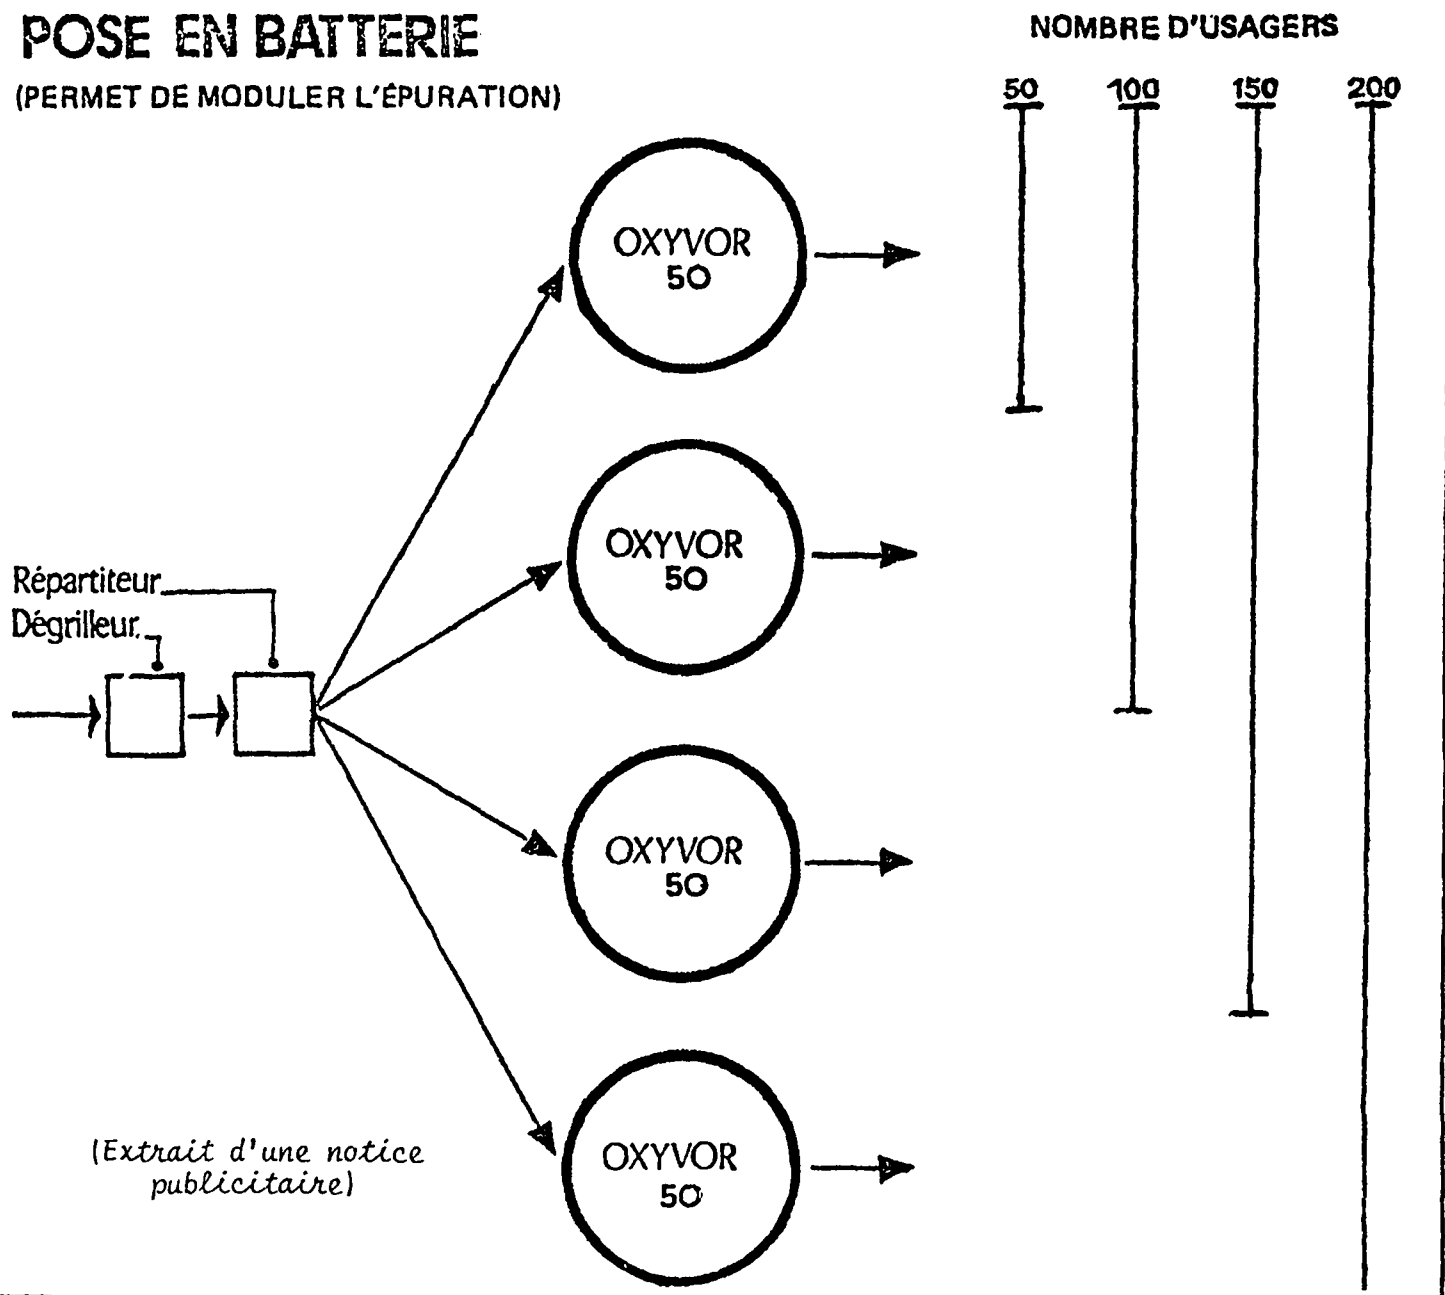 POSE EN BATTERIE
(PERMET DE MODULER L'ÉPURATION)
NOMBRE D'USAGERS
50 100 150 200
OXYVOR
50
OXYVOR
50
Répartiteur
Dégrilleur
OXYVOR
50
OXYVOR
50
(Extrait d'une notice
publicitaire)